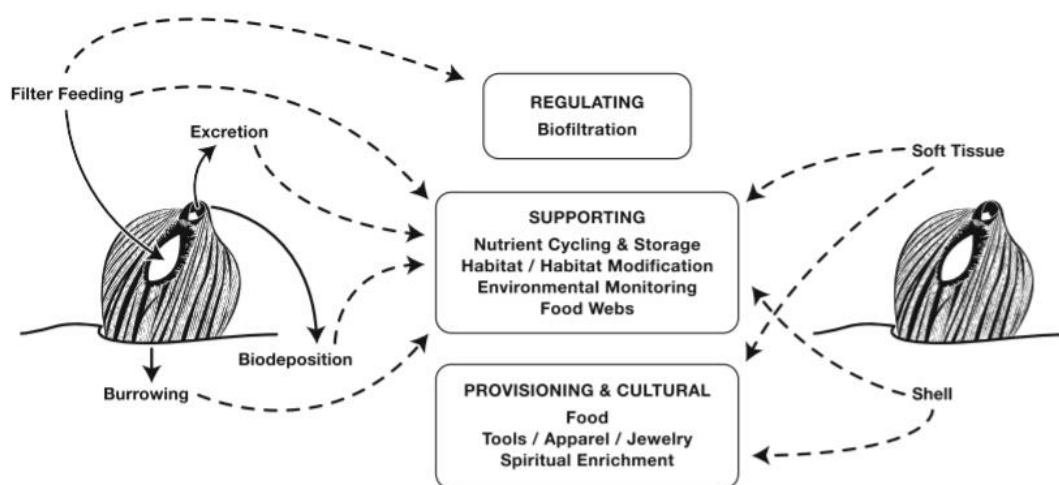 Filter Feeding
Excretion
Biodeposition
Burrowing
REGULATING
Biofiltration
SUPPORTING
Nutrient Cycling & Storage
Habitat / Habitat Modification
Environmental Monitoring
Food Webs
PROVISIONING & CULTURAL
Food
Tools / Apparel / Jewelry
Spiritual Enrichment
Soft Tissue
Shell